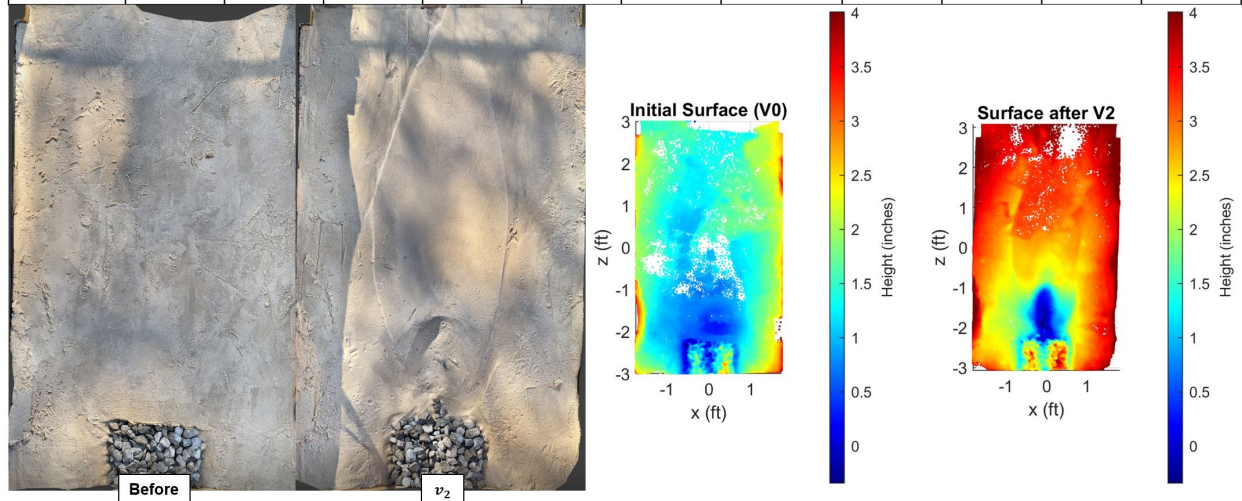 Before
v₂
Initial Surface (V0)
3
2
1
0
-1
-2
-3
z (ft)
-1 0 1
x (ft)
4
3.5
3
2.5
2
1.5
1
0.5
0
Height (inches)
Surface after V2
3
2
1
0
-1
-2
-3
z (ft)
-1 0 1
x (ft)
4
3.5
3
2.5
2
1.5
1
0.5
0
Height (inches)